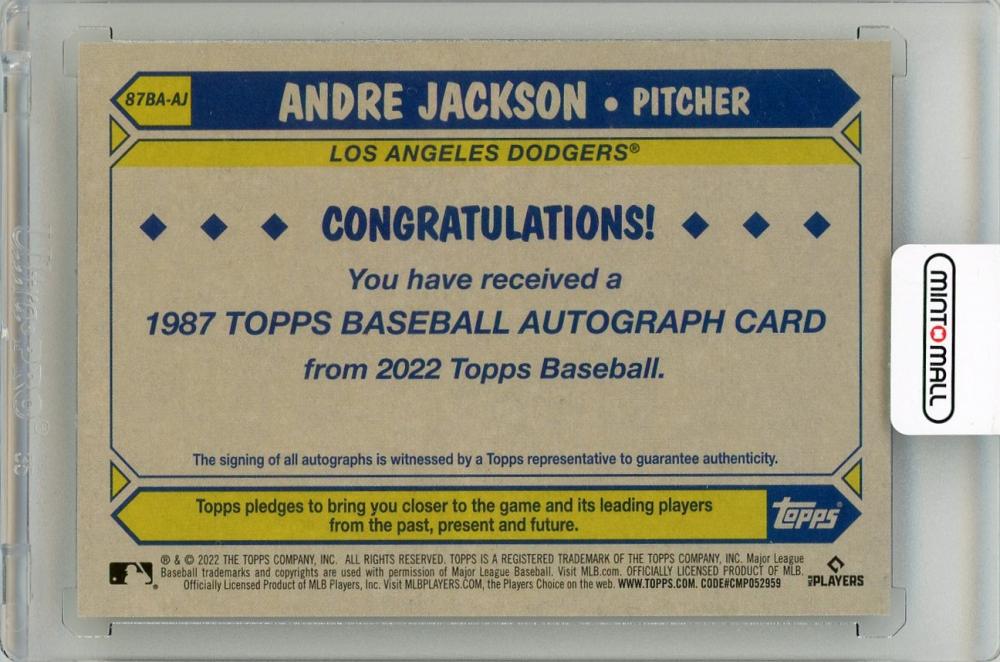 87BA-AJ
ANDRE JACKSON • PITCHER
LOS ANGELES DODGERS®
CONGRATULATIONS!
You have received a
1987 TOPPS BASEBALL AUTOGRAPH CARD
from 2022 Topps Baseball.
The signing of all autographs is witnessed by a Topps representative to guarantee authenticity.
Topps pledges to bring you closer to the game and its leading players
from the past, present and future.
topps®
® & © 2022 THE TOPPS COMPANY, INC. ALL RIGHTS RESERVED. TOPPS IS A REGISTERED TRADEMARK OF THE TOPPS COMPANY, INC. Major League
Baseball trademarks and copyrights are used with permission of Major League Baseball. Visit MLB.com. OFFICIALLY LICENSED PRODUCT OF MLB
Officially Licensed Product of MLB Players, Inc. Visit MLBPLAYERS.COM, the Players Choice on the web. WWW.TOPPS.COM. CODE#CMP052959
MLB PLAYERS
MINT MALL
Ultra-PRO®